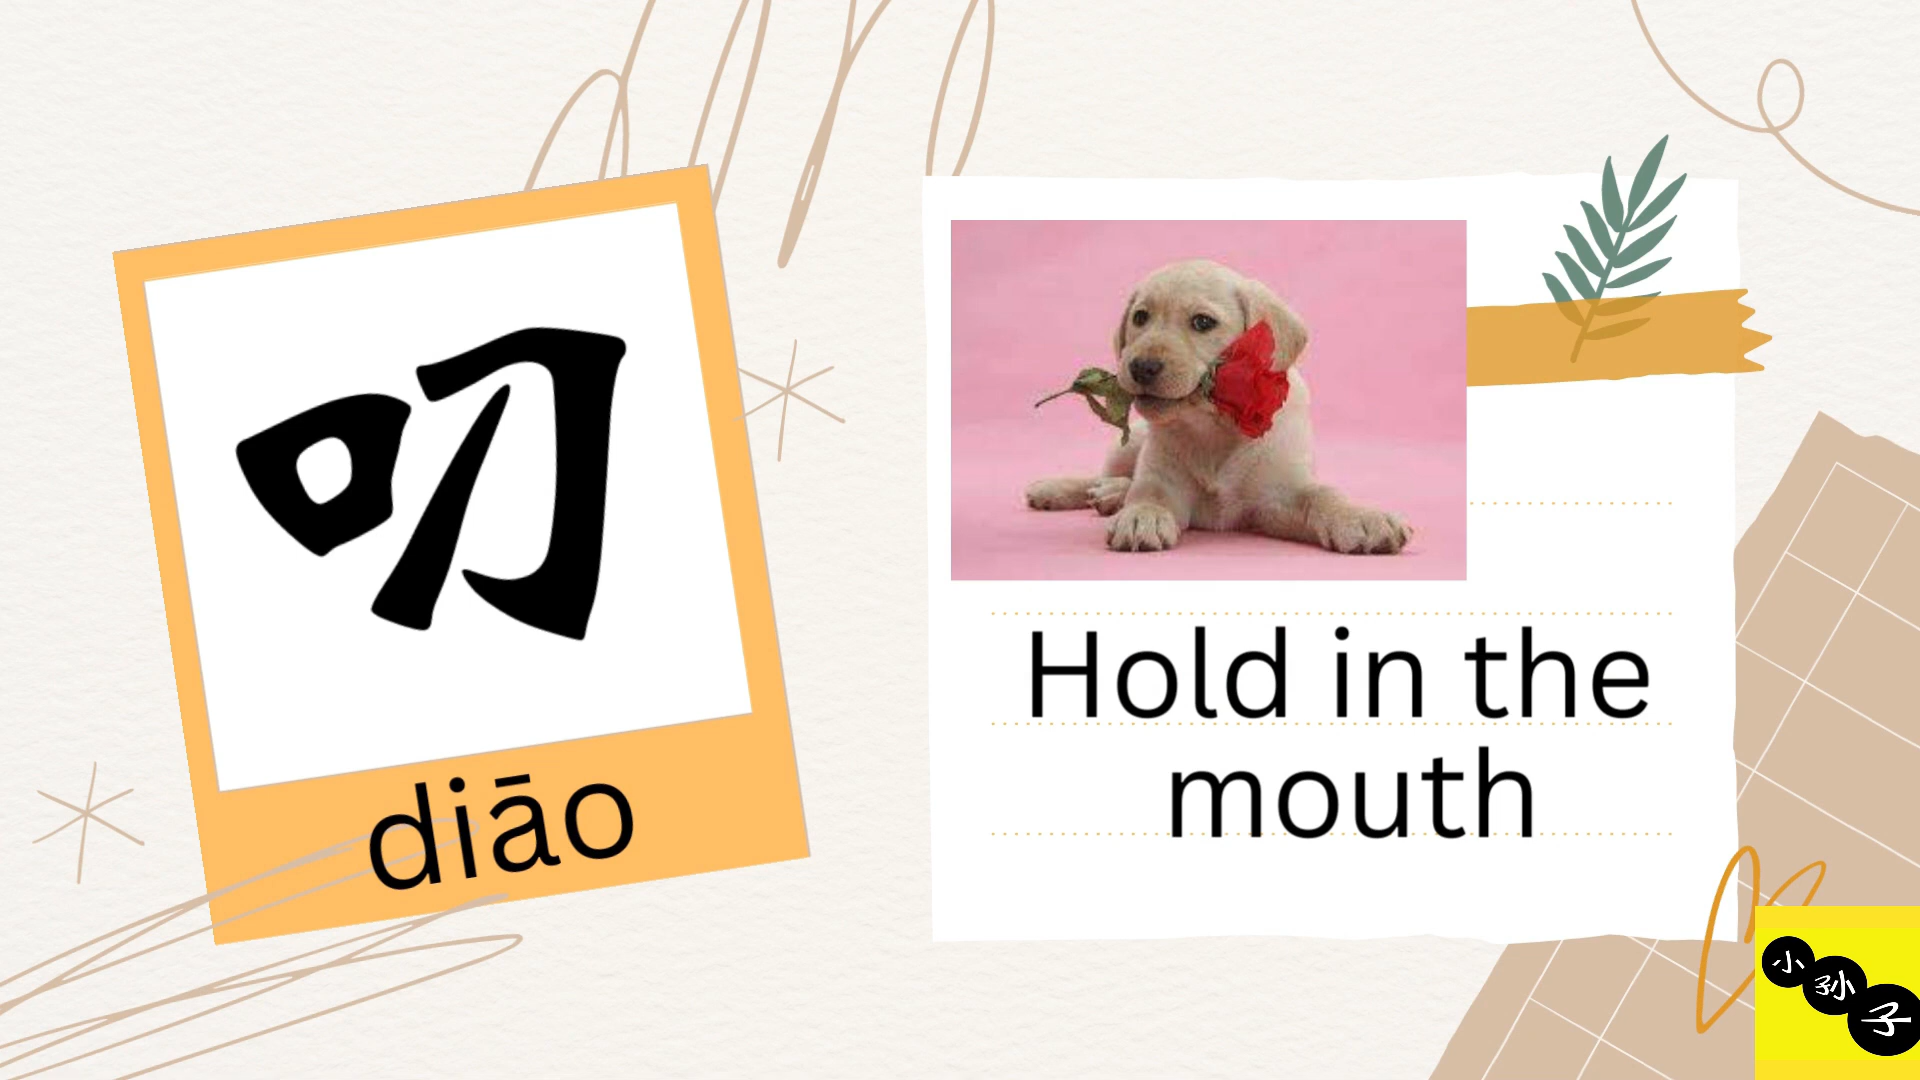 叼
diāo
Hold in the
mouth
小孙子